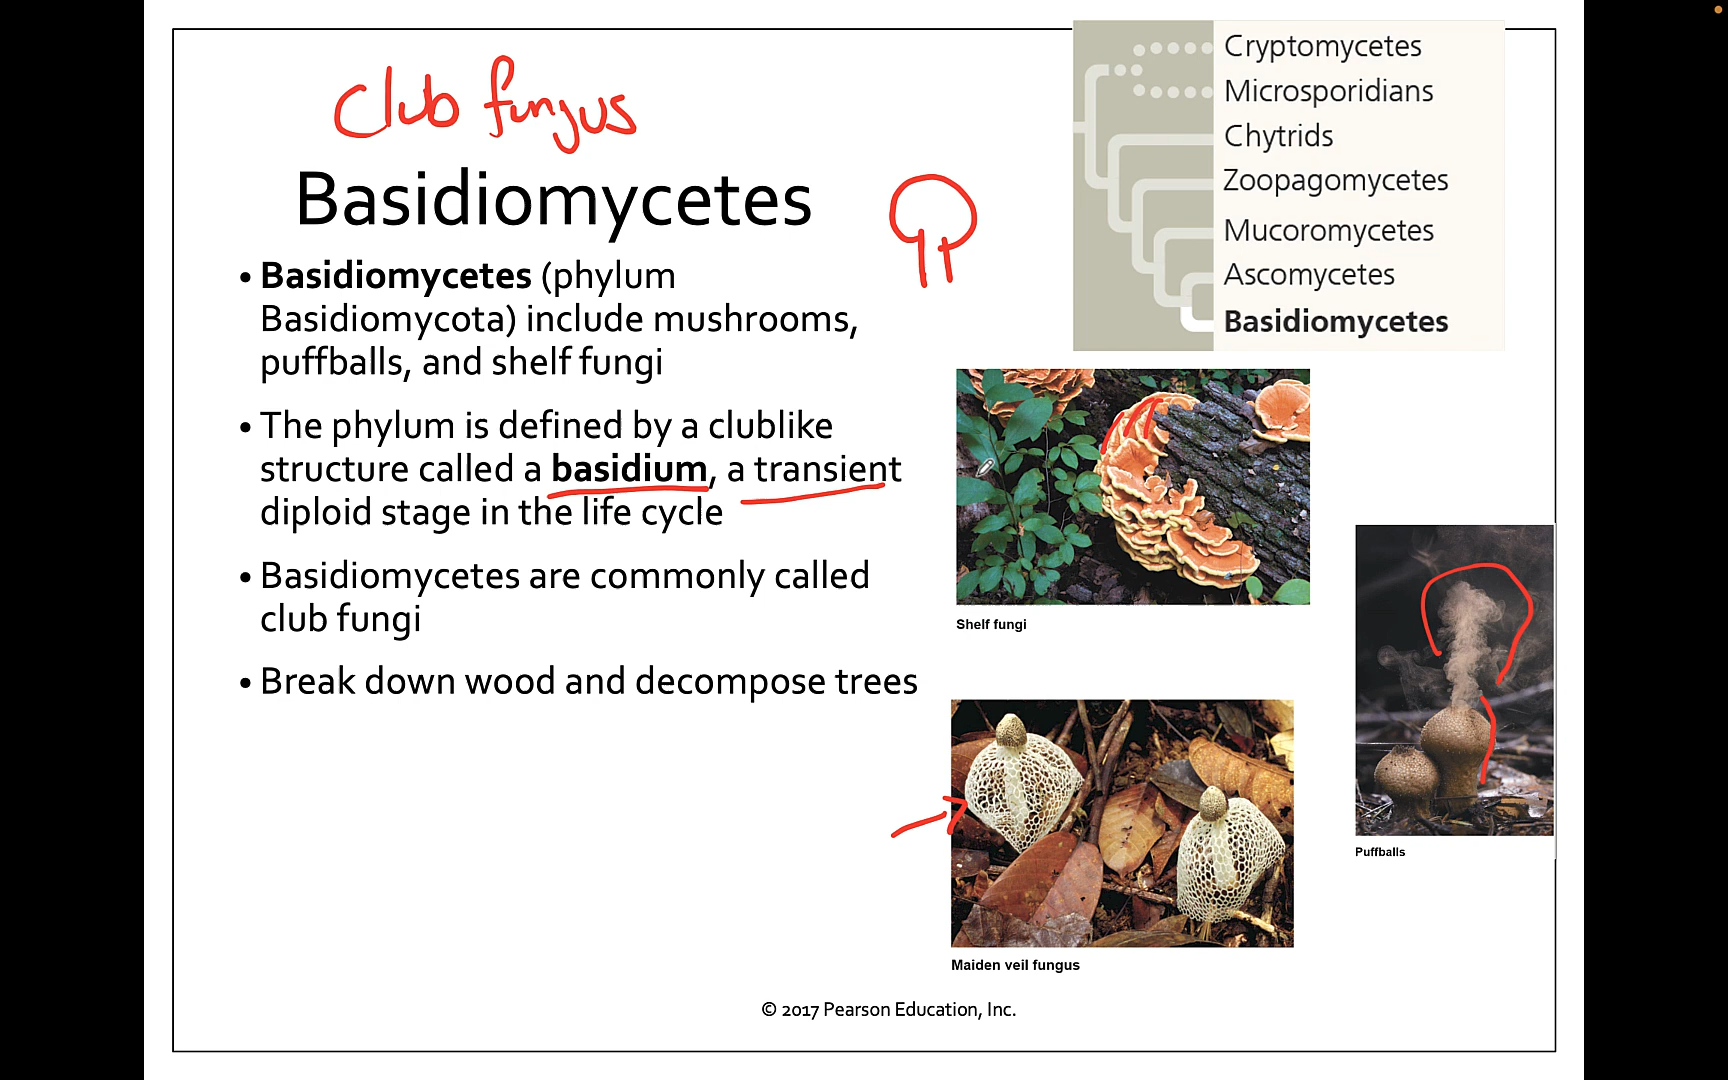 Club fungus
Basidiomycetes
• Basidiomycetes (phylum
Basidiomycota) include mushrooms,
puffballs, and shelf fungi
• The phylum is defined by a clublike
structure called a basidium, a transient
diploid stage in the life cycle
• Basidiomycetes are commonly called
club fungi
• Break down wood and decompose trees
Cryptomycetes
Microsporidians
Chytrids
Zoopagomycetes
Mucoromycetes
Ascomycetes
Basidiomycetes
Shelf fungi
Puffballs
Maiden veil fungus
© 2017 Pearson Education, Inc.